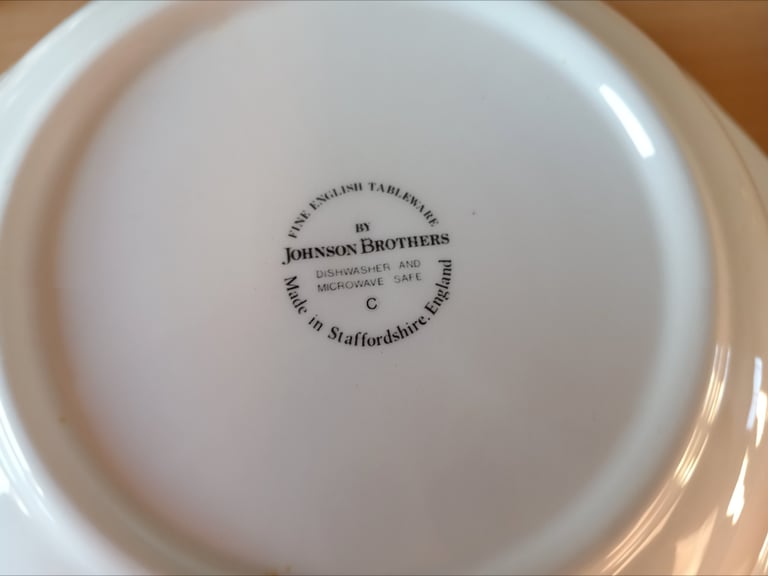 FINE ENGLISH TABLEWARE
BY
JOHNSON BROTHERS
DISHWASHER AND
MICROWAVE SAFE
C
Made in Staffordshire. England